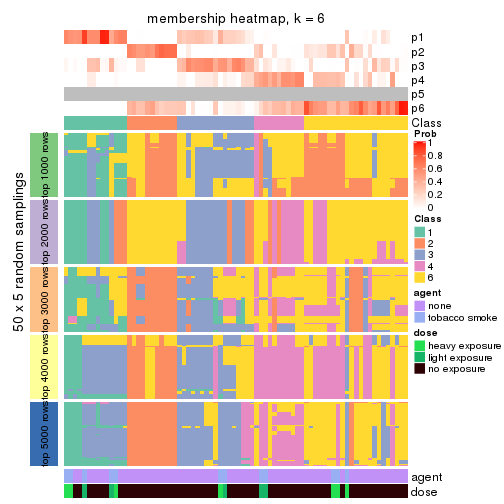 membership heatmap, k = 6
p1
p2
p3
p4
p5
p6
Class
Prob
1
0.8
0.6
0.4
0.2
0
Class
1
2
3
4
6
agent
none
tobacco smoke
dose
heavy exposure
light exposure
no exposure
50 x 5 random samplings
top 1000 rows
top 2000 rows
top 3000 rows
top 4000 rows
top 5000 rows
agent
dose